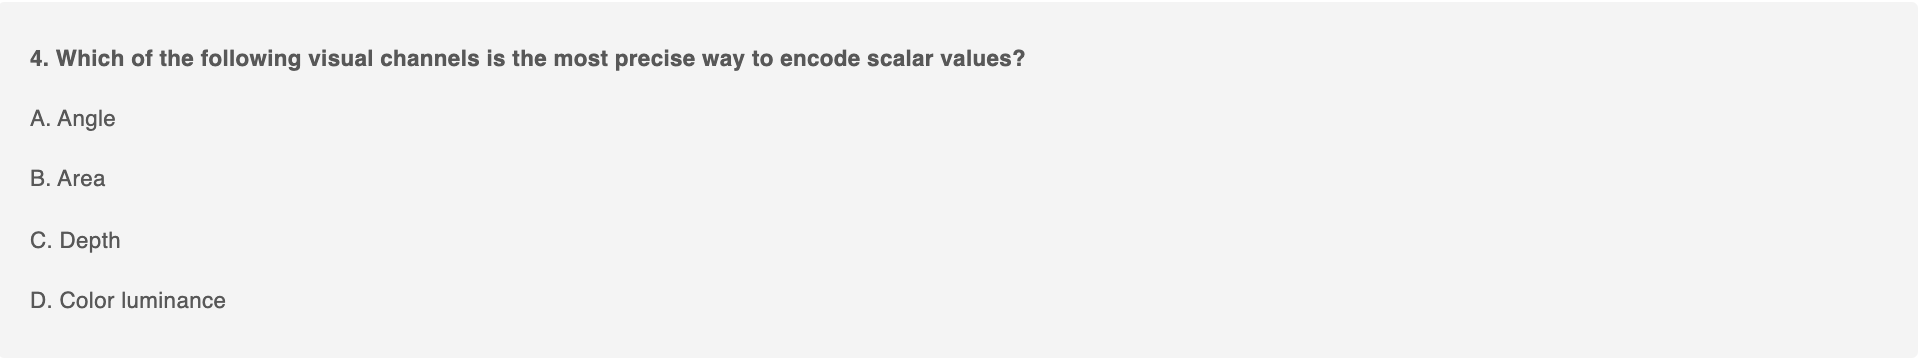 4. Which of the following visual channels is the most precise way to encode scalar values?
A. Angle
B. Area
C. Depth
D. Color luminance